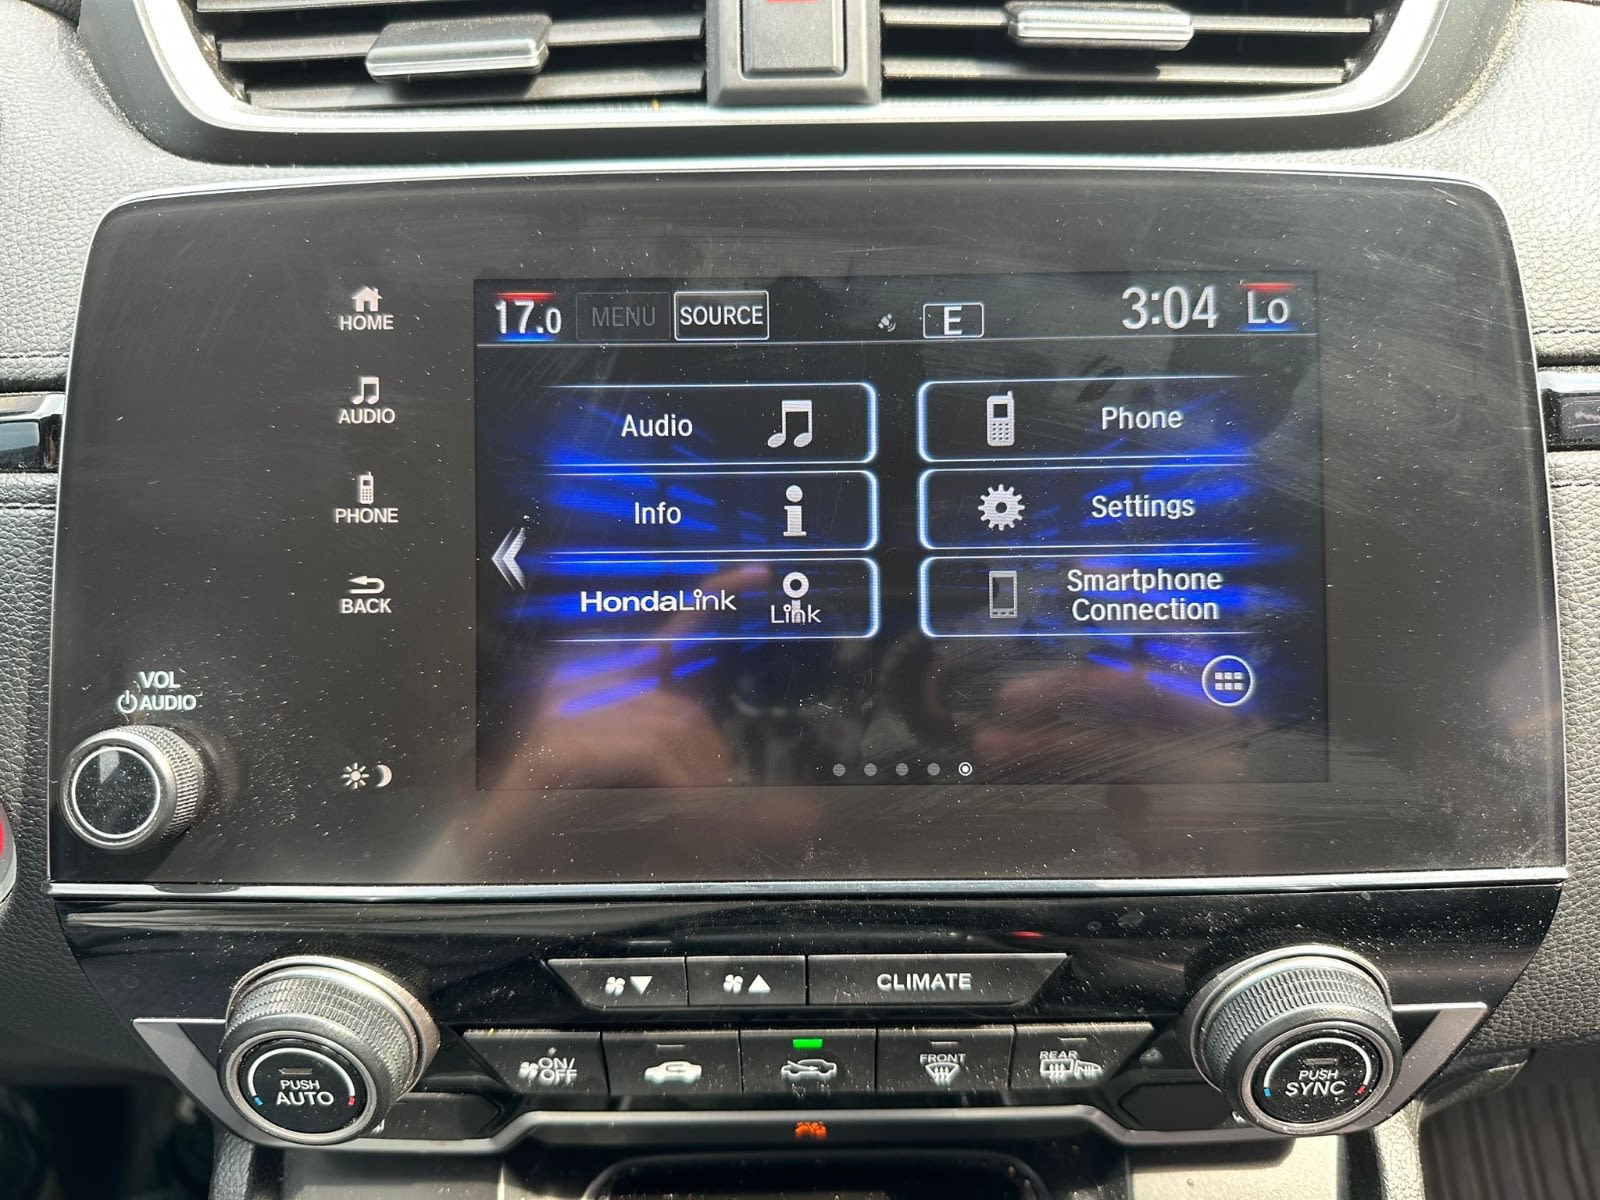 17.0 MENU SOURCE E 3:04 Lo
HOME
AUDIO
PHONE
BACK
Audio
Phone
Info
Settings
HondaLink
Link
Smartphone
Connection
VOL
AUDIO
CLIMATE
ON/
OFF
FRONT
REAR
PUSH
AUTO
PUSH
SYNC